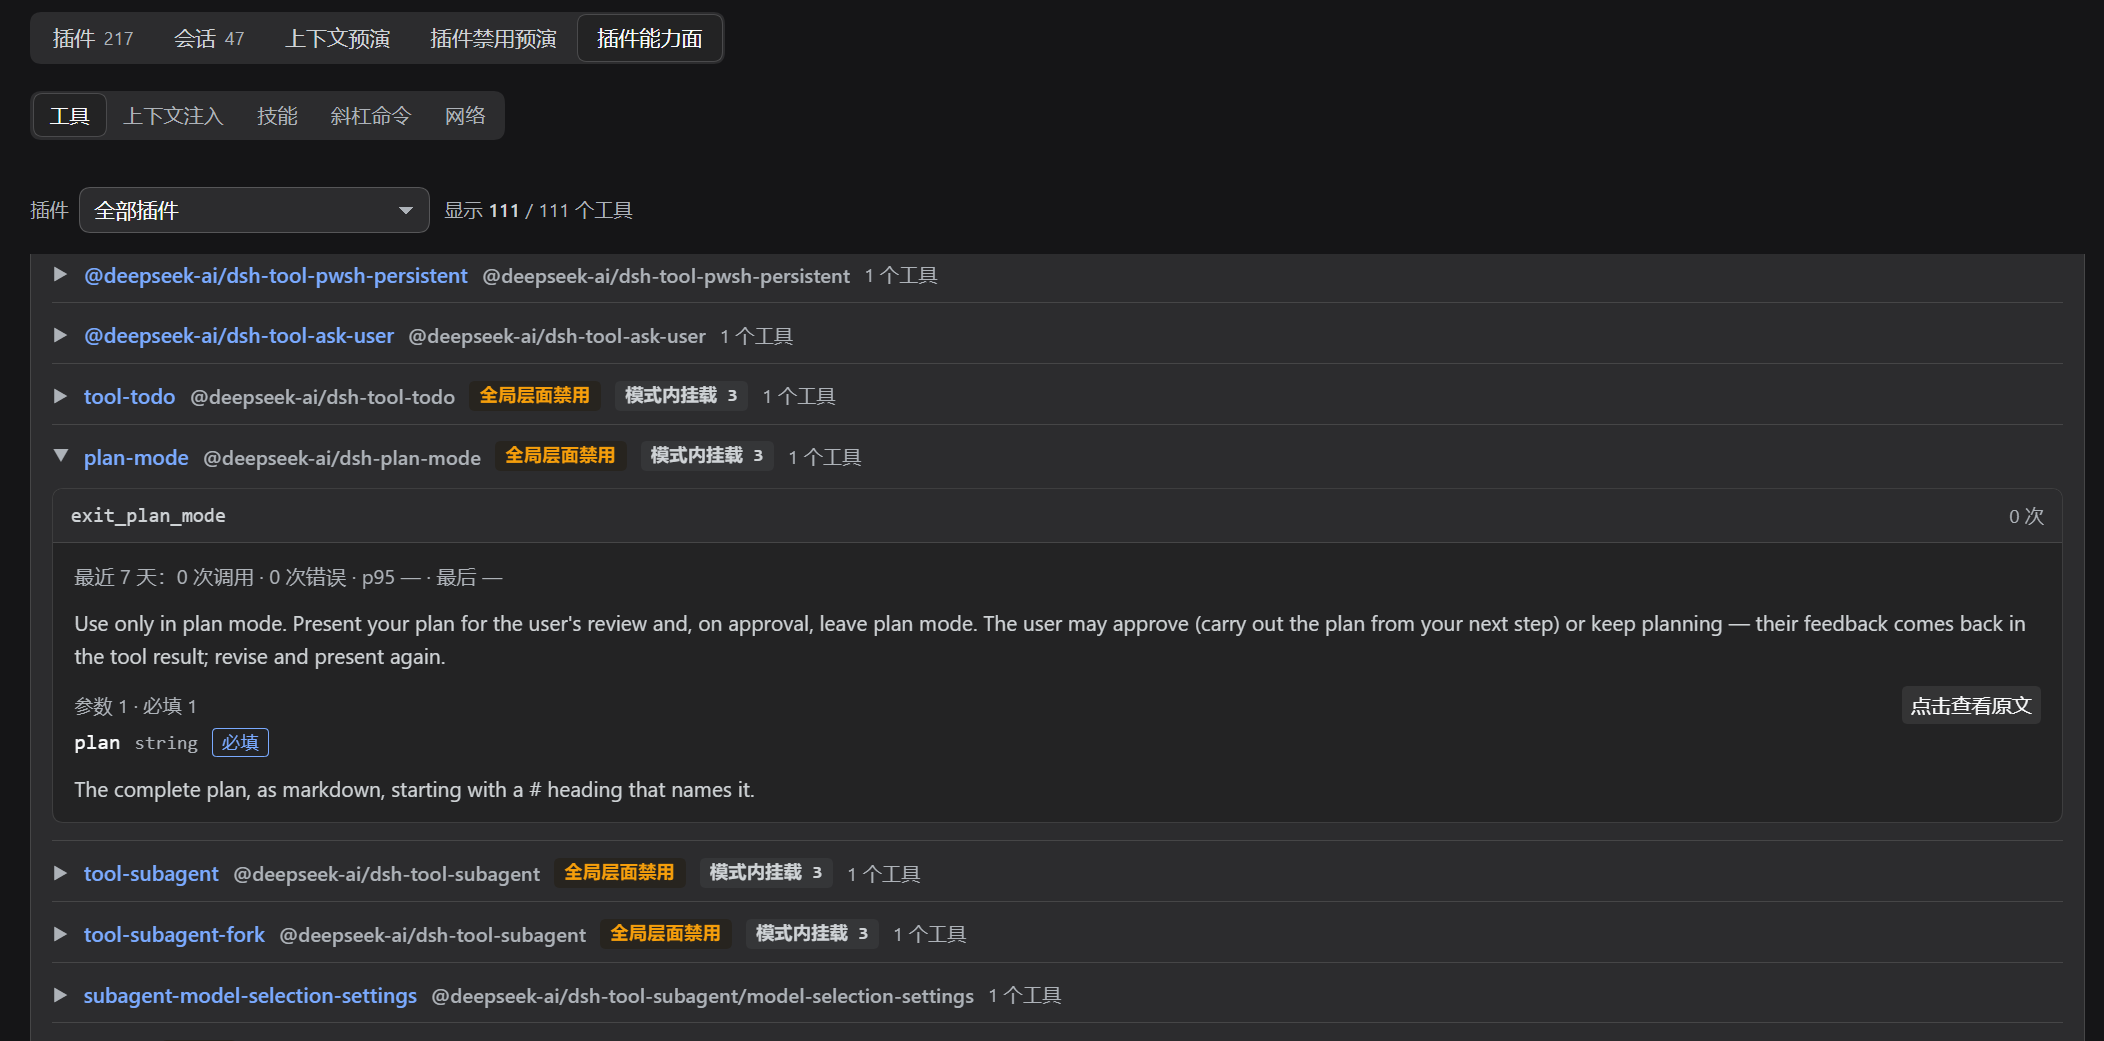 插件 217 会话 47 上下文预演 插件禁用预演 插件能力面
工具 上下文注入 技能 斜杠命令 网络
插件 全部插件 显示 111 / 111 个工具
@deepseek-ai/dsh-tool-pwsh-persistent @deepseek-ai/dsh-tool-pwsh-persistent 1 个工具
@deepseek-ai/dsh-tool-ask-user @deepseek-ai/dsh-tool-ask-user 1 个工具
tool-todo @deepseek-ai/dsh-tool-todo 全局层面禁用 模式内挂载 3 1 个工具
plan-mode @deepseek-ai/dsh-plan-mode 全局层面禁用 模式内挂载 3 1 个工具
exit_plan_mode 0 次
最近 7 天：0 次调用 · 0 次错误 · p95 — · 最后 —
Use only in plan mode. Present your plan for the user's review and, on approval, leave plan mode. The user may approve (carry out the plan from your next step) or keep planning — their feedback comes back in
the tool result; revise and present again.
参数 1 · 必填 1 点击查看原文
plan string 必填
The complete plan, as markdown, starting with a # heading that names it.
tool-subagent @deepseek-ai/dsh-tool-subagent 全局层面禁用 模式内挂载 3 1 个工具
tool-subagent-fork @deepseek-ai/dsh-tool-subagent 全局层面禁用 模式内挂载 3 1 个工具
subagent-model-selection-settings @deepseek-ai/dsh-tool-subagent/model-selection-settings 1 个工具